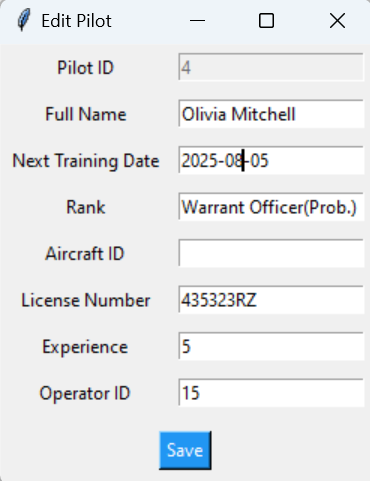 Edit Pilot
Pilot ID 4
Full Name Olivia Mitchell
Next Training Date 2025-08-05
Rank Warrant Officer(Prob.)
Aircraft ID
License Number 435323RZ
Experience 5
Operator ID 15
Save